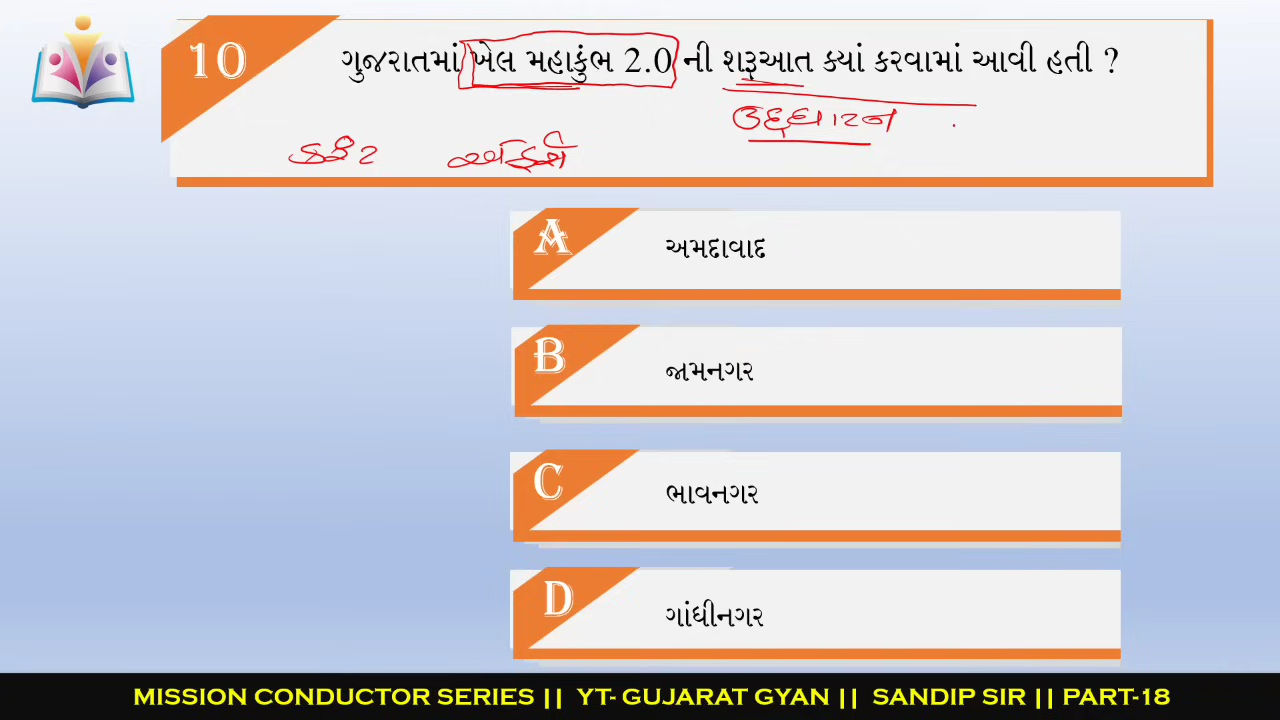 10
ગુજરાતમાં ખેલ મહાકુંભ 2.0 ની શરૂઆત ક્યાં કરવામાં આવી હતી ?
ઉદ્ઘાટન
A
અમદાવાદ
B
જામનગર
C
ભાવનગર
D
ગાંધીનગર
MISSION CONDUCTOR SERIES || YT- GUJARAT GYAN || SANDIP SIR || PART-18